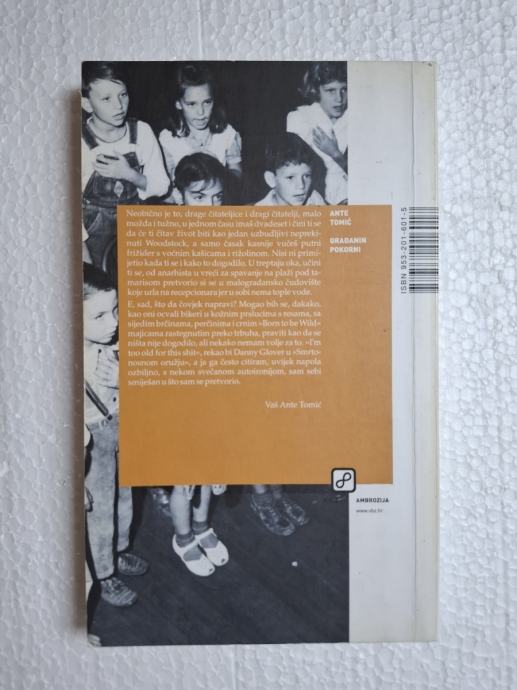 Neobično je to, drage čitateljice i dragi čitatelji, malo
možda i tužno, u jednom času imaš dvadeset i čini ti se
da će ti čitav život biti kao jedan uzbudljivi nepreki-
nuti Woodstock, a samo časak kasnije vučeš putni
frižider s voćnim kašicama i rižolinom. Nisi ni primi-
jetio kada ti se i kako to dogodilo. U treptaju oka, učini
ti se, od anarhista u vreći za spavanje na plaži pod ta-
marisom pretvorio si se u malograđansko čudovište
koje urla na recepcionara jer u sobi nema tople vode.
E, sad, što da čovjek napravi? Mogao bih se, dakako,
kao oni ocvali bikeri u kožnim prslucima s resama, sa
sijedim brčinama, perčinima i crnim »Born to be Wild«
majicama rastegnutim preko trbuha, praviti kao da se
ništa nije dogodilo, ali nekako nemam volje za to. »I'm
too old for this shit«, rekao bi Danny Glover u »Smrto-
nosnom oružju«, a ja ga često citiram, uvijek napola
ozbiljno, s nekom svečanom autoironijom, sam sebi
smiješan u što sam se pretvorio.
Vaš Ante Tomić
ANTE
TOMIĆ
GRAĐANIN
POKORNI
ISBN 953-201-601-5
AMBROZIJA
www.vbz.hr